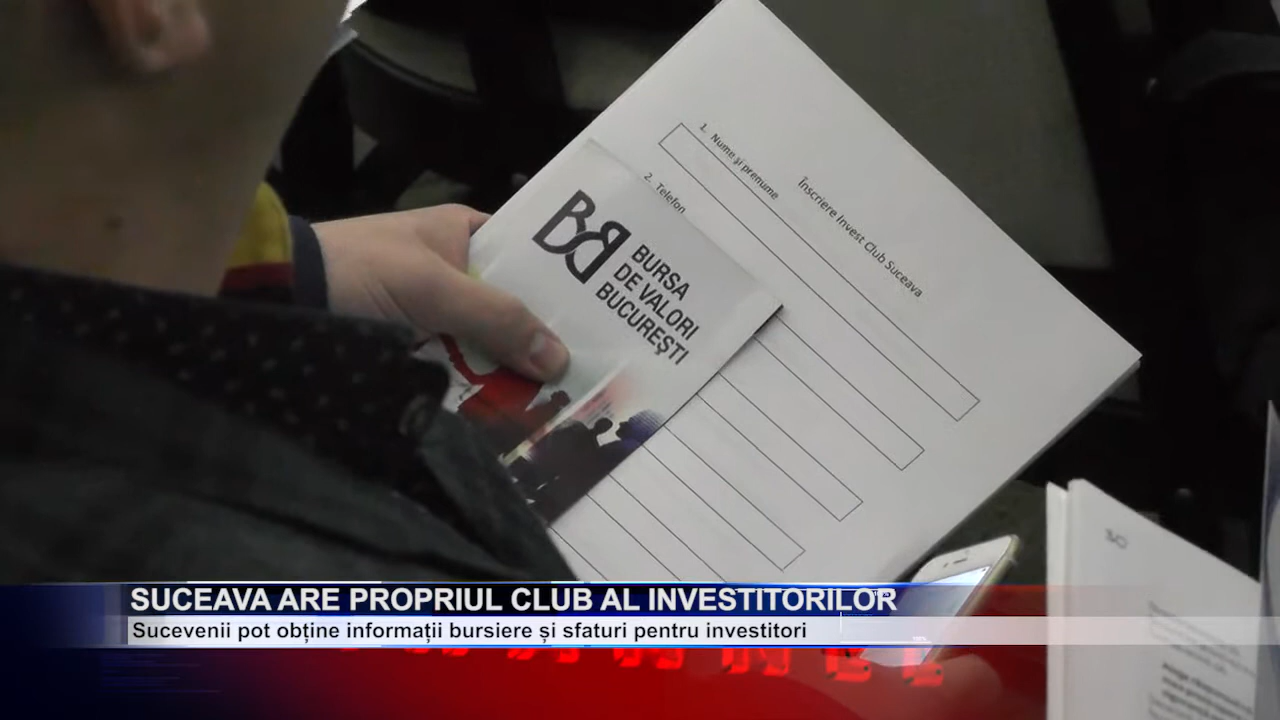 Înscriere Invest Club Suceava
1. Nume și prenume
2. Telefon
BURSA
DE VALORI
BUCUREȘTI
SUCEAVA ARE PROPRIUL CLUB AL INVESTITORILOR
Sucevenii pot obține informații bursiere și sfaturi pentru investitori